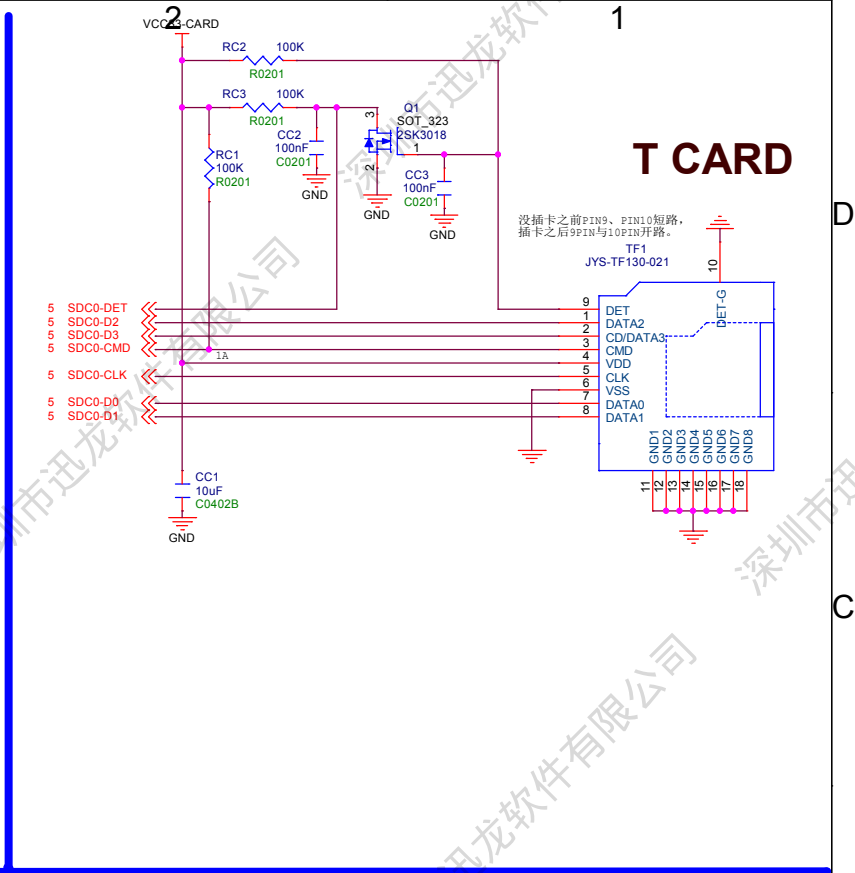 2
1
VCC33-CARD
RC2
100K
R0201
RC3
100K
R0201
RC1
100K
R0201
CC2
100nF
C0201
GND
3
Q1
SOT_323
2SK3018
1
2
GND
CC3
100nF
C0201
GND
T CARD
D
没插卡之前PIN9、PIN10短路，
插卡之后9PIN与10PIN开路。
TF1
JYS-TF130-021
10
DET-G
5 SDC0-DET
5 SDC0-D2
5 SDC0-D3
5 SDC0-CMD
5 SDC0-CLK
5 SDC0-D0
5 SDC0-D1
1A
9 DET
1 DATA2
2 CD/DATA3
3 CMD
4 VDD
5 CLK
6 VSS
7 DATA0
8 DATA1
GND1
GND2
GND3
GND4
GND5
GND6
GND7
GND8
11
12
13
14
15
16
17
18
CC1
10uF
C0402B
GND
C
深圳市迅龙软件
圳市迅龙软件有限公司
深圳市迅
迅龙软件有限公司